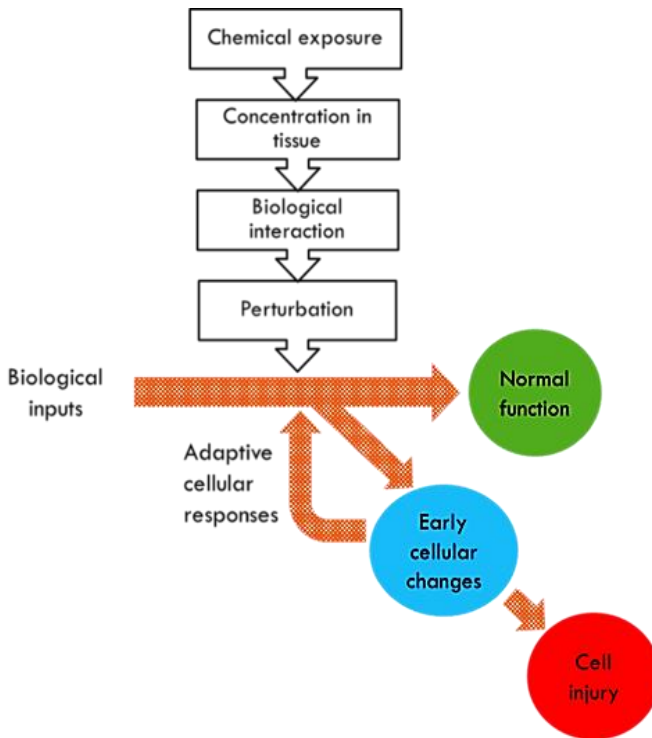 Chemical exposure
Concentration in
tissue
Biological
interaction
Perturbation
Biological
inputs
Normal
function
Adaptive
cellular
responses
Early
cellular
changes
Cell
injury